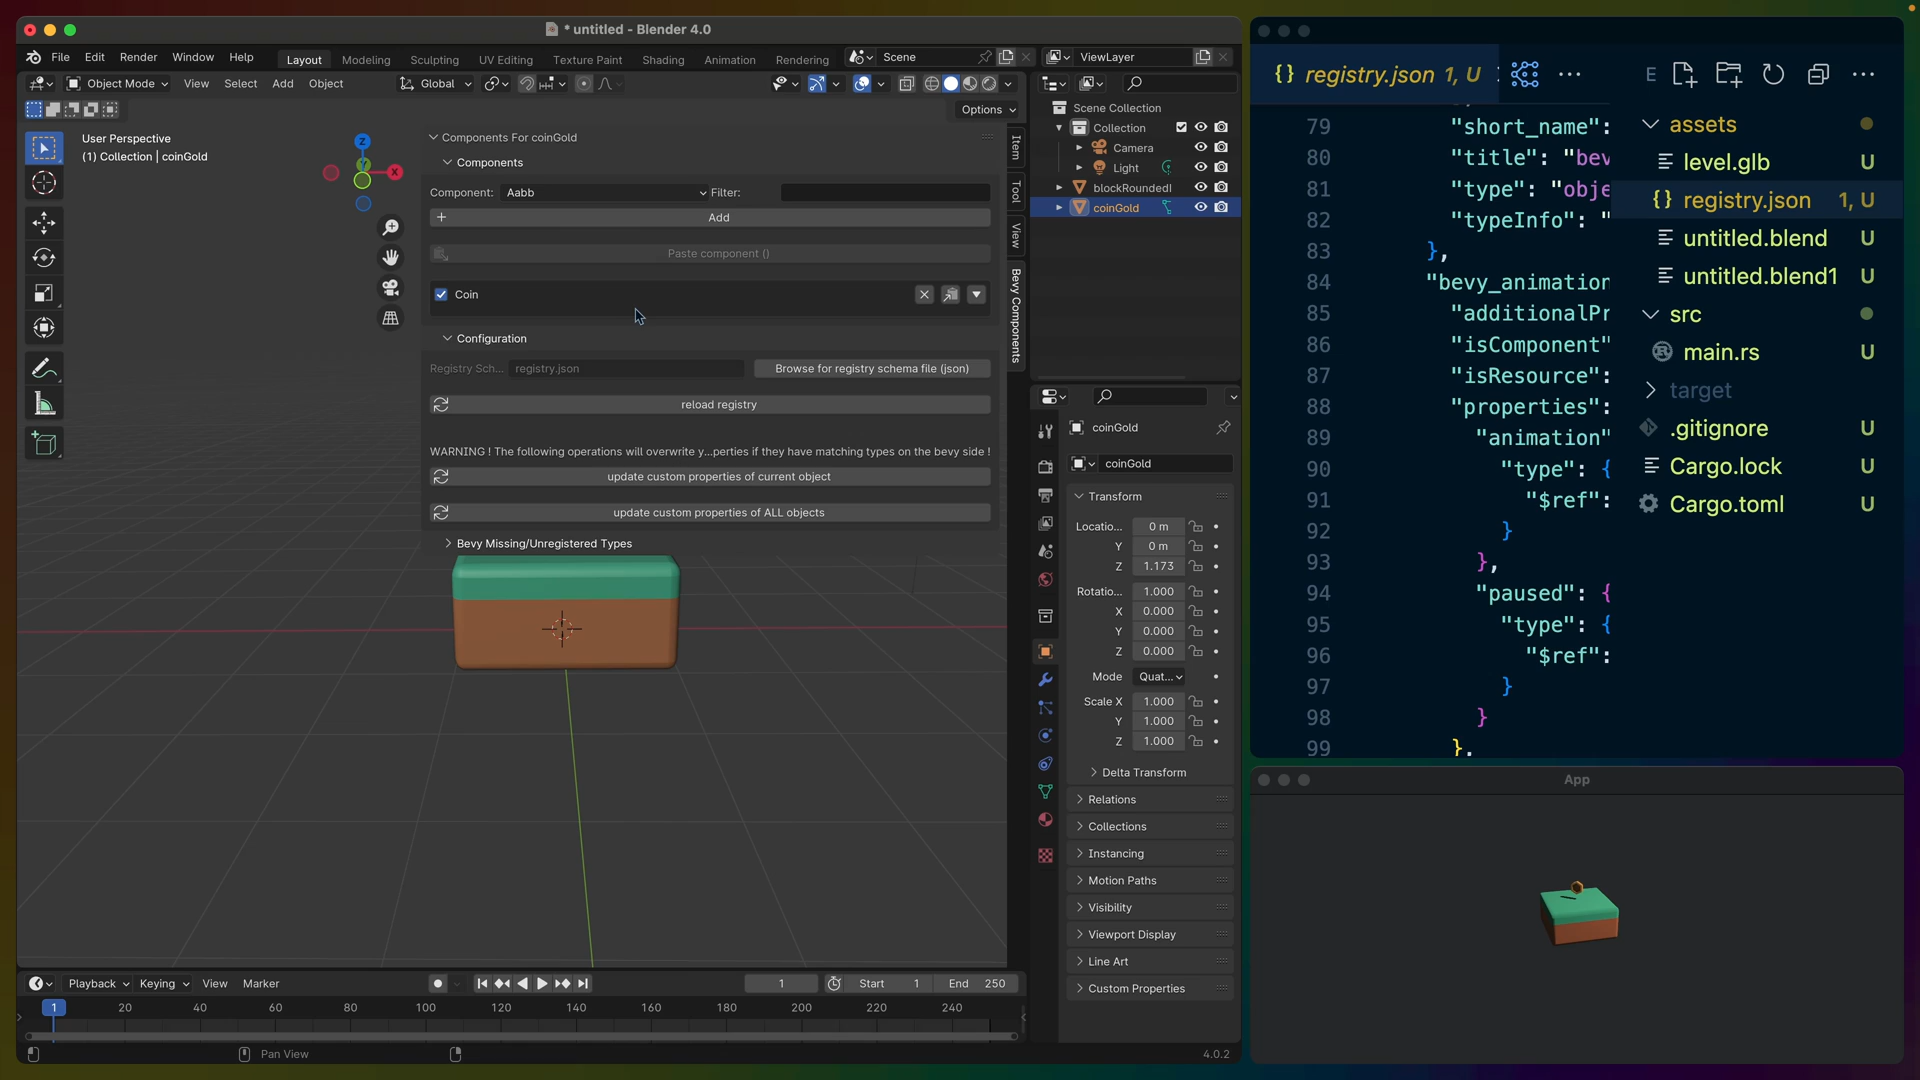 * untitled - Blender 4.0
File Edit Render Window Help
Layout Modeling Sculpting UV Editing Texture Paint Shading Animation Rendering
Scene
ViewLayer
Object Mode View Select Add Object
Global
Options
User Perspective
(1) Collection | coinGold
Z
X
Components For coinGold
Components
Component: Aabb Filter:
Add
Paste component ()
Coin
Configuration
Registry Sch... registry.json Browse for registry schema file (json)
reload registry
WARNING ! The following operations will overwrite y...perties if they have matching types on the bevy side !
update custom properties of current object
update custom properties of ALL objects
Bevy Missing/Unregistered Types
Item
Tool
View
Bevy Components
Scene Collection
Collection
Camera
Light
blockRoundedl
coinGold
coinGold
coinGold
Transform
Locatio... 0 m
Y 0 m
Z 1.173
Rotatio... 1.000
X 0.000
Y 0.000
Z 0.000
Mode Quat...
Scale X 1.000
Y 1.000
Z 1.000
Delta Transform
Relations
Collections
Instancing
Motion Paths
Visibility
Viewport Display
Line Art
Custom Properties
Playback Keying View Marker
1 Start 1 End 250
1 20 40 60 80 100 120 140 160 180 200 220 240
Pan View
4.0.2
{} registry.json 1, U
E
79 "short_name":
80 "title": "bev
81 "type": "obje
82 "typeInfo": "
83 },
84 "bevy_animation
85 "additionalPr
86 "isComponent"
87 "isResource":
88 "properties":
89 "animation"
90 "type": {
91 "$ref":
92 }
93 },
94 "paused": {
95 "type": {
96 "$ref":
97 }
98 }
99 },
assets
level.glb U
{} registry.json 1, U
untitled.blend U
untitled.blend1 U
src
main.rs U
target
.gitignore U
Cargo.lock U
Cargo.toml U
App